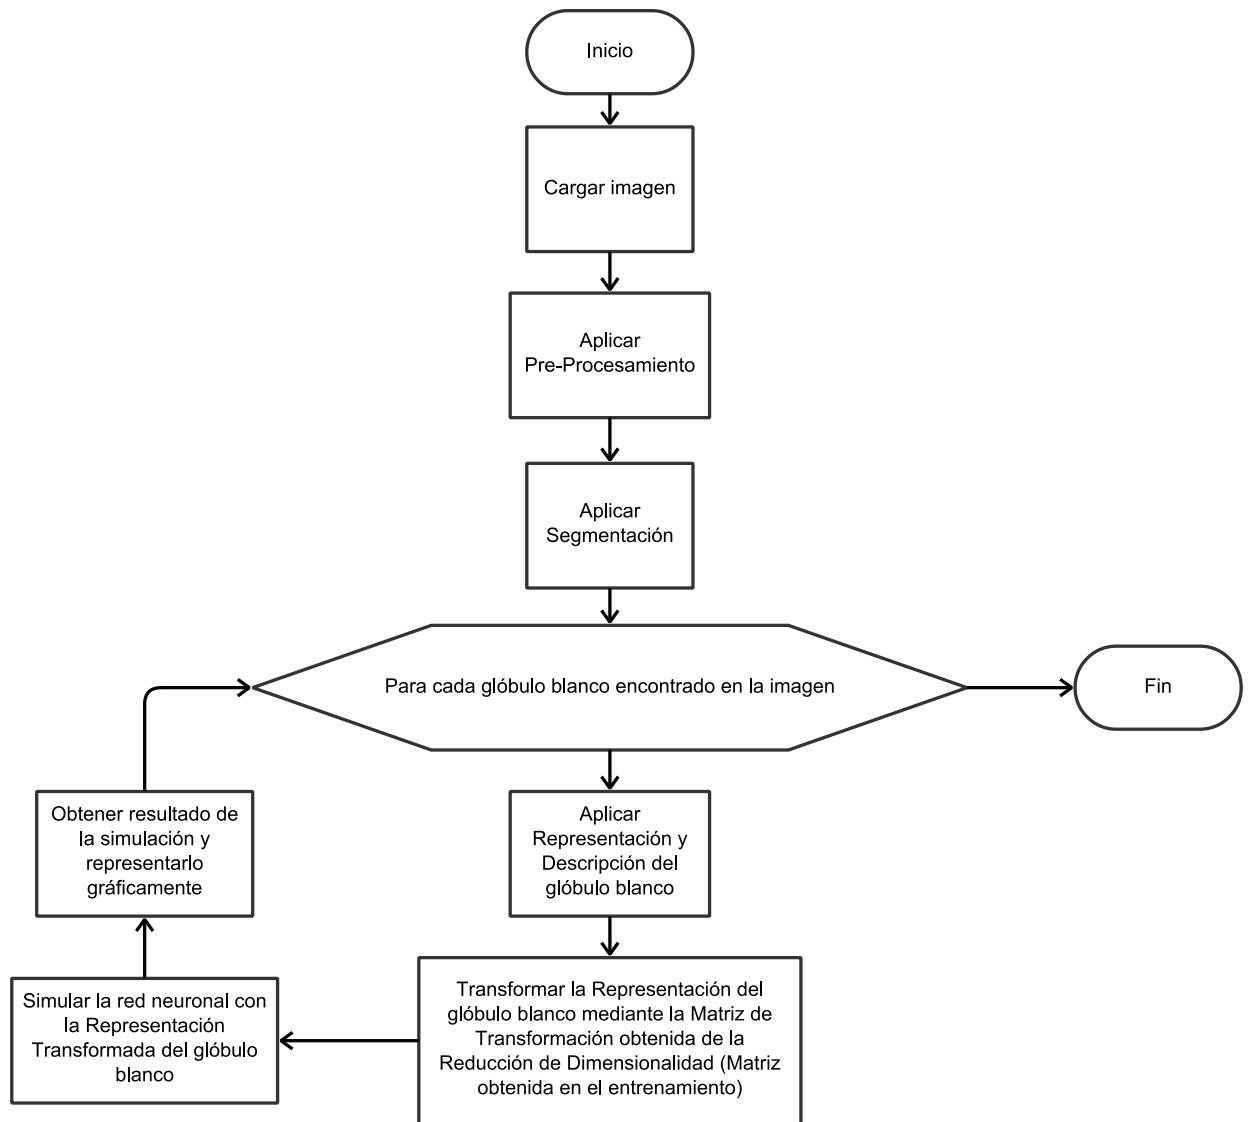 Inicio
Cargar imagen
Aplicar
Pre-Procesamiento
Aplicar
Segmentación
Para cada glóbulo blanco encontrado en la imagen
Fin
Aplicar
Representación y
Descripción del
glóbulo blanco
Transformar la Representación del
glóbulo blanco mediante la Matriz de
Transformación obtenida de la
Reducción de Dimensionalidad (Matriz
obtenida en el entrenamiento)
Simular la red neuronal con
la Representación
Transformada del glóbulo
blanco
Obtener resultado de
la simulación y
representarlo
gráficamente